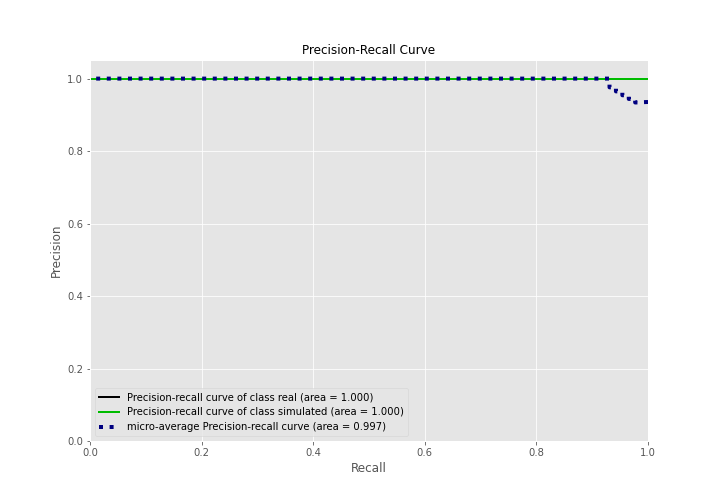 Precision-Recall Curve
1.0
0.8
0.6
0.4
0.2
0.0
Precision
Precision-recall curve of class real (area = 1.000)
Precision-recall curve of class simulated (area = 1.000)
micro-average Precision-recall curve (area = 0.997)
0.0 0.2 0.4 0.6 0.8 1.0
Recall